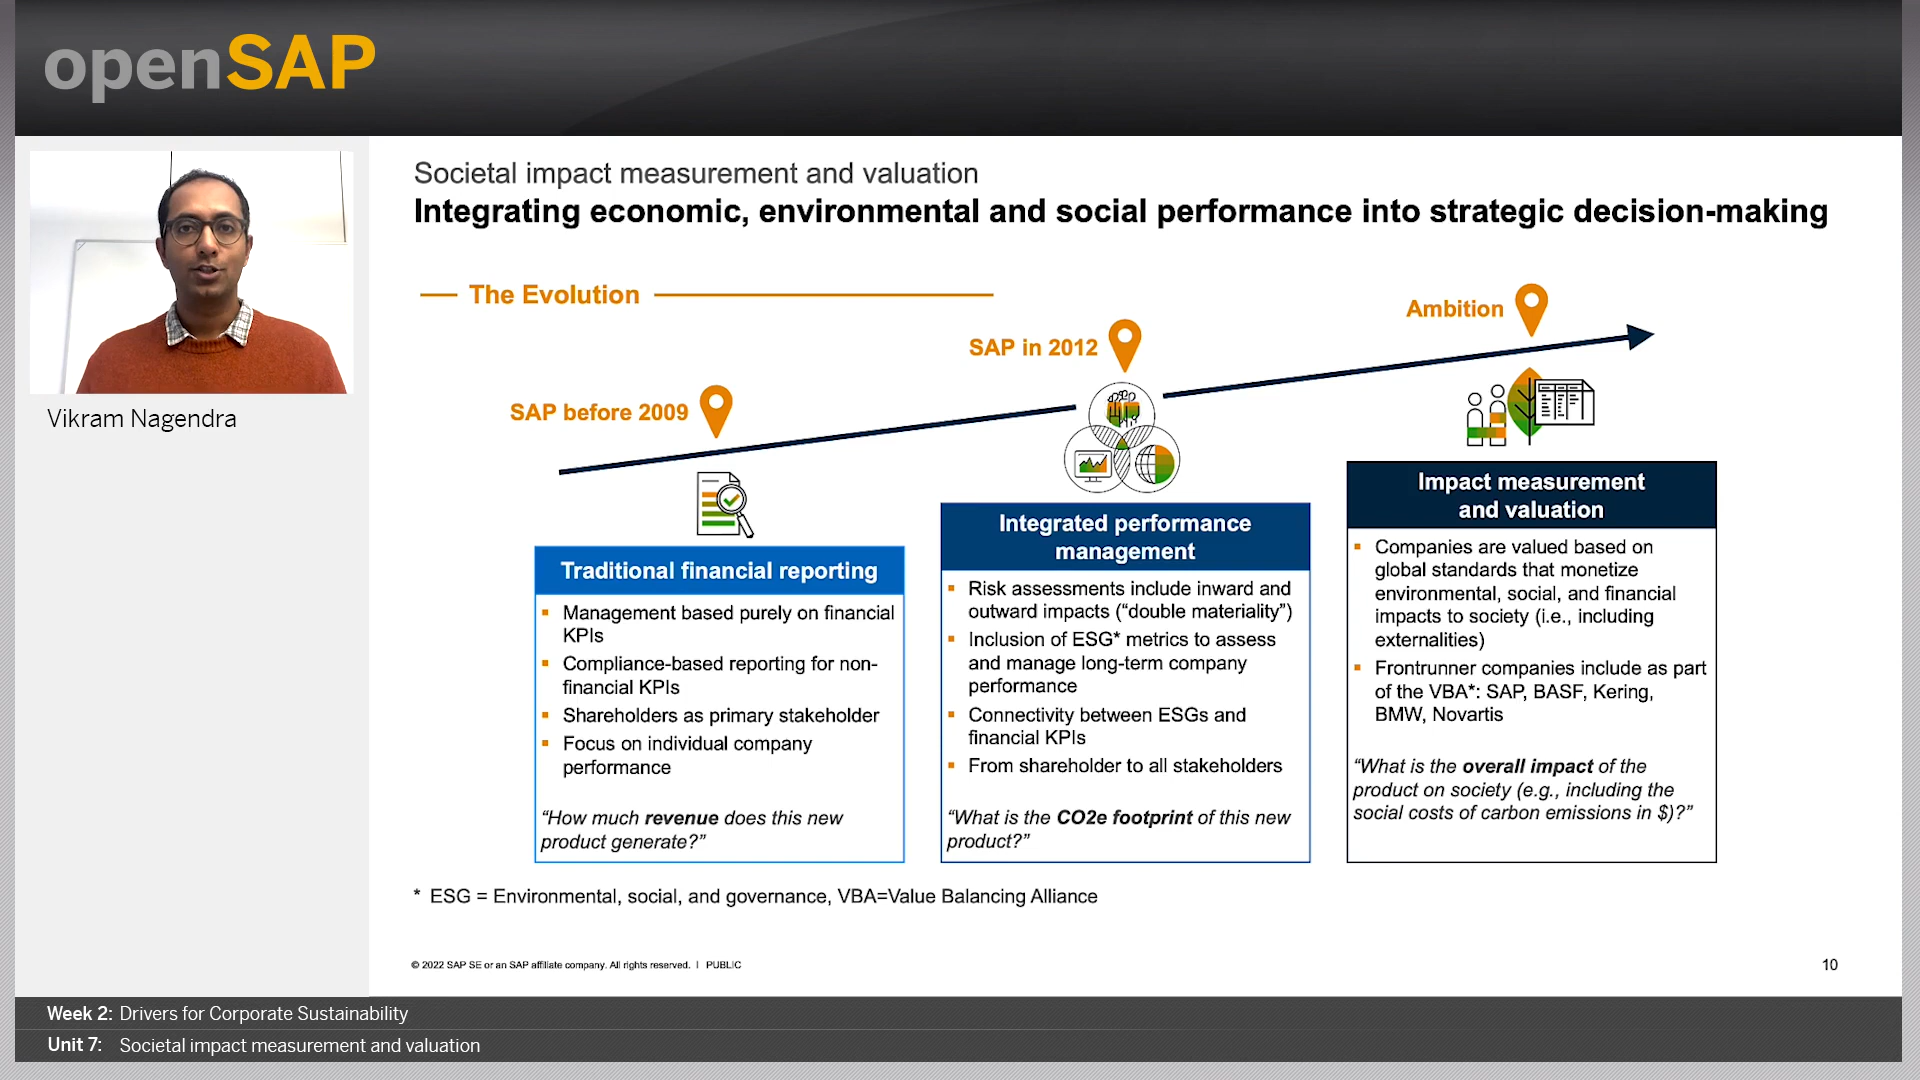 openSAP
Vikram Nagendra
Societal impact measurement and valuation
Integrating economic, environmental and social performance into strategic decision-making
The Evolution
SAP before 2009
SAP in 2012
Ambition
Traditional financial reporting
▪ Management based purely on financial
KPIs
▪ Compliance-based reporting for non-
financial KPIs
▪ Shareholders as primary stakeholder
▪ Focus on individual company
performance
“How much revenue does this new
product generate?”
Integrated performance
management
▪ Risk assessments include inward and
outward impacts (“double materiality”)
▪ Inclusion of ESG* metrics to assess
and manage long-term company
performance
▪ Connectivity between ESGs and
financial KPIs
▪ From shareholder to all stakeholders
“What is the CO2e footprint of this new
product?”
Impact measurement
and valuation
▪ Companies are valued based on
global standards that monetize
environmental, social, and financial
impacts to society (i.e., including
externalities)
▪ Frontrunner companies include as part
of the VBA*: SAP, BASF, Kering,
BMW, Novartis
“What is the overall impact of the
product on society (e.g., including the
social costs of carbon emissions in $)?”
* ESG = Environmental, social, and governance, VBA=Value Balancing Alliance
© 2022 SAP SE or an SAP affiliate company. All rights reserved. I PUBLIC
10
Week 2: Drivers for Corporate Sustainability
Unit 7: Societal impact measurement and valuation